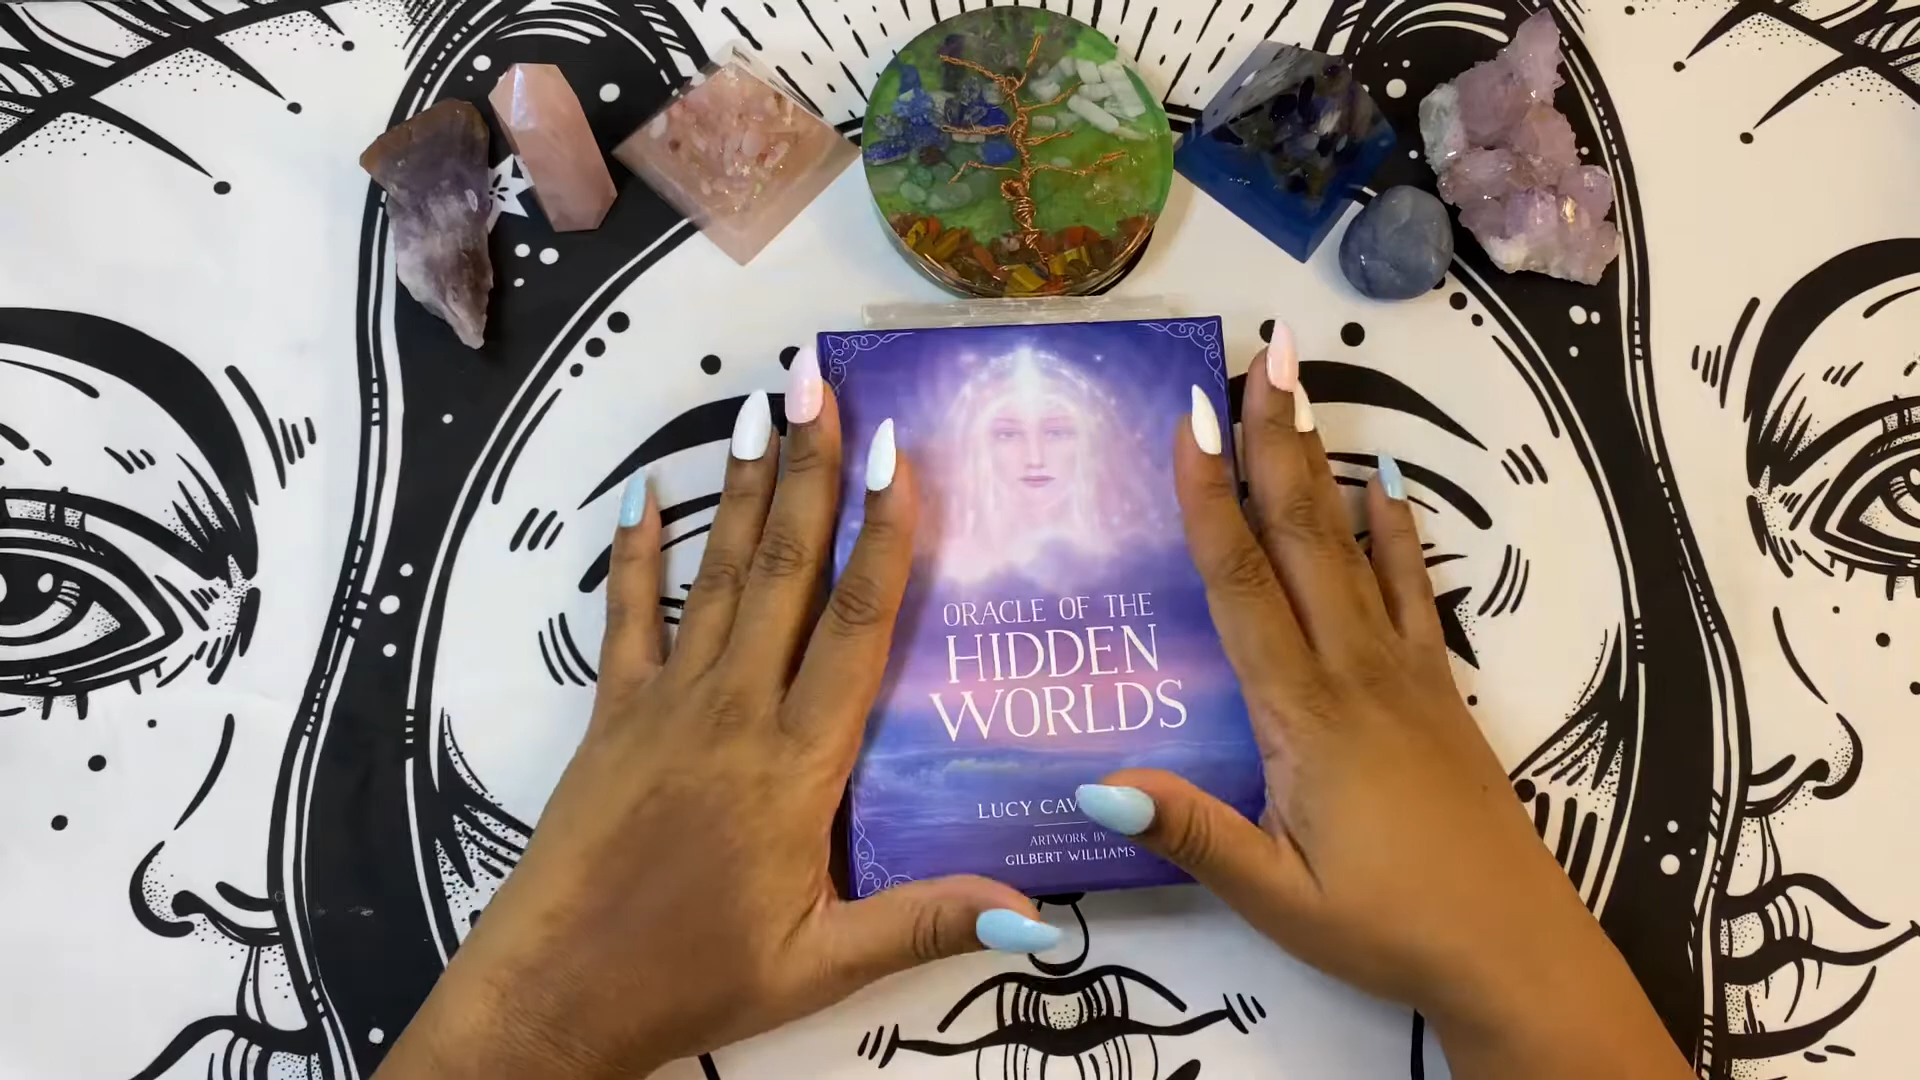 ORACLE OF THE
HIDDEN
WORLDS
LUCY
ARTWORK BY
GILBERT WILLIAMS